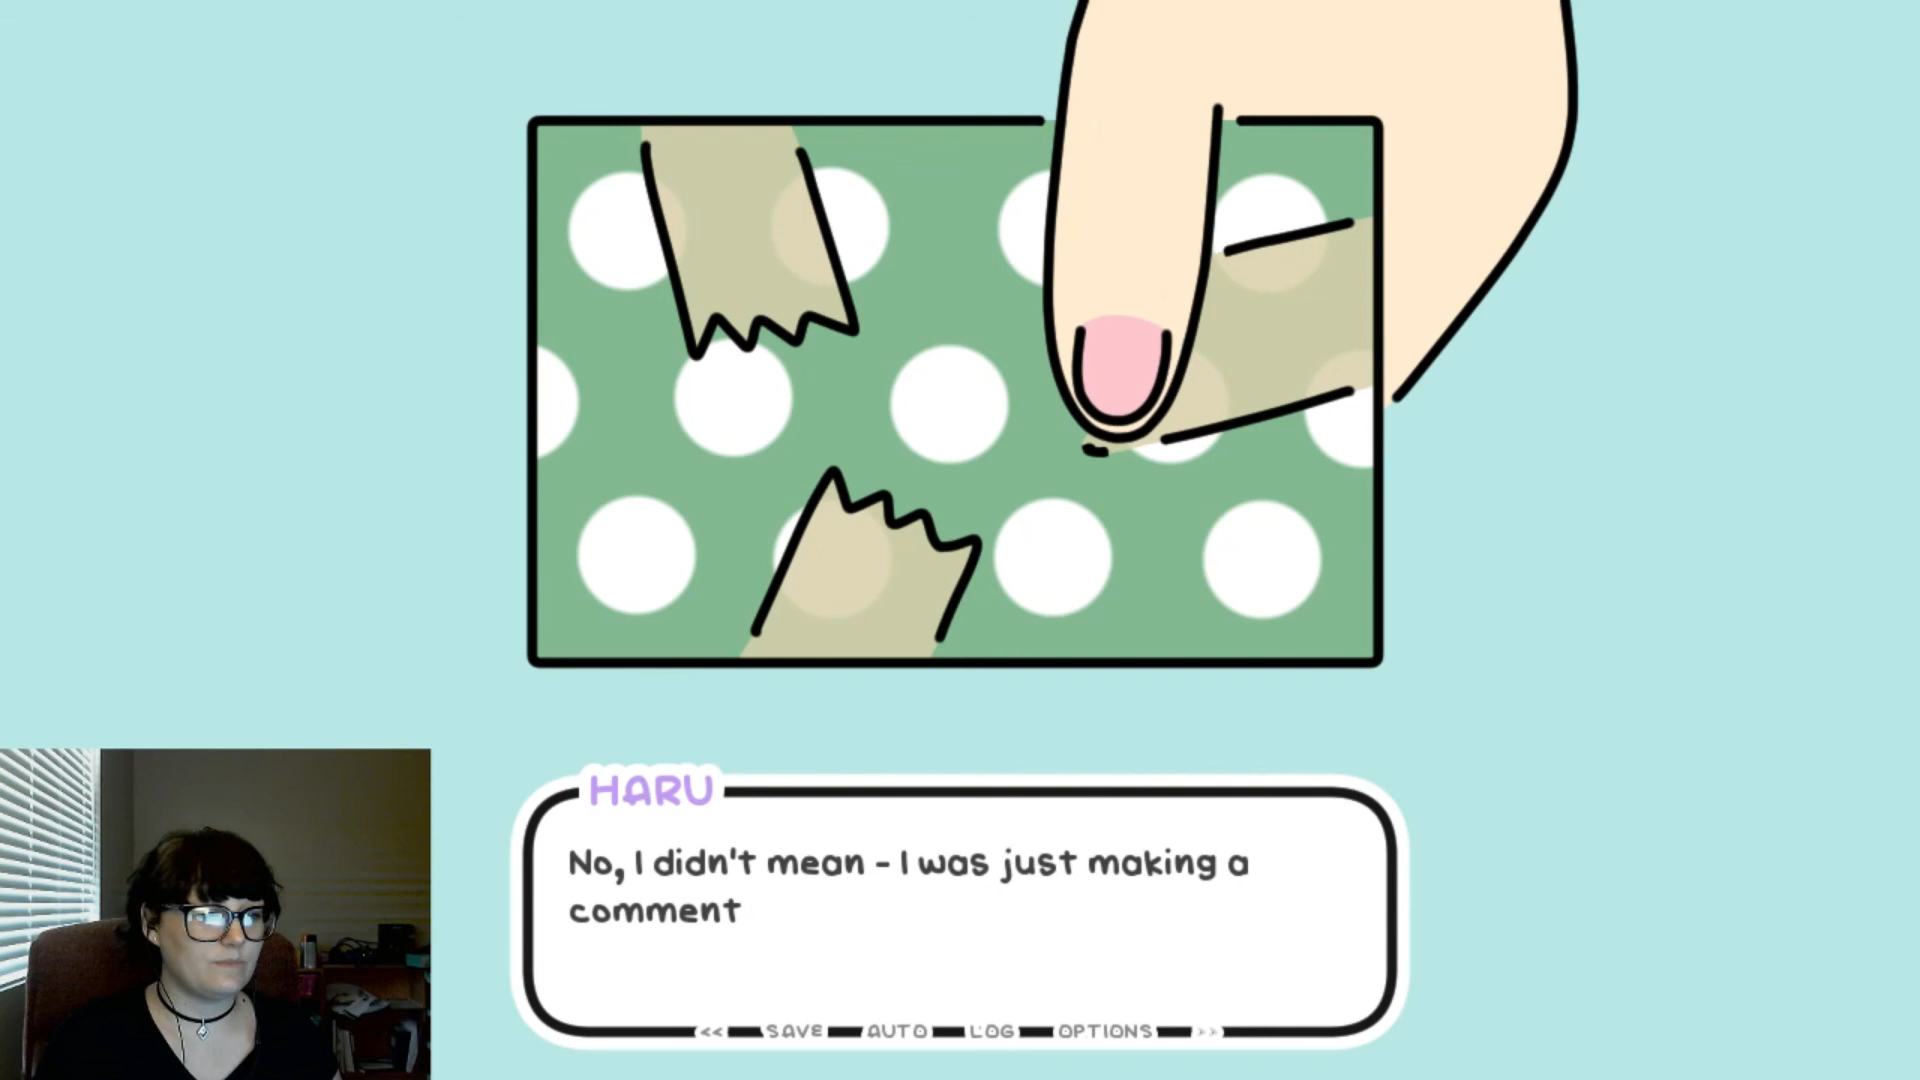 HARU
No, I didn't mean - I was just making a
comment
<< SAVE AUTO LOG OPTIONS >>